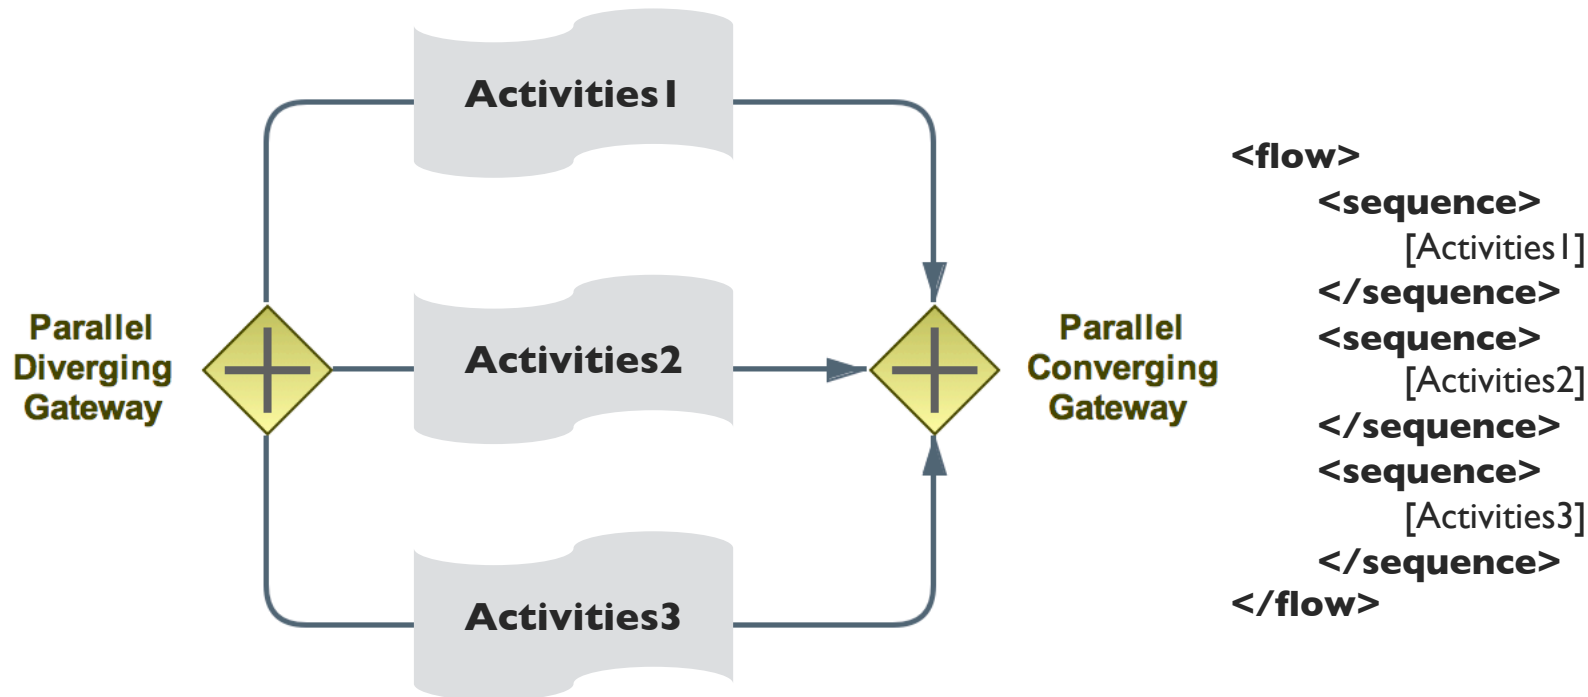 Activities1
Parallel
Diverging
Gateway
Activities2
Parallel
Converging
Gateway
Activities3
<flow>
<sequence>
[Activities1]
</sequence>
<sequence>
[Activities2]
</sequence>
<sequence>
[Activities3]
</sequence>
</flow>